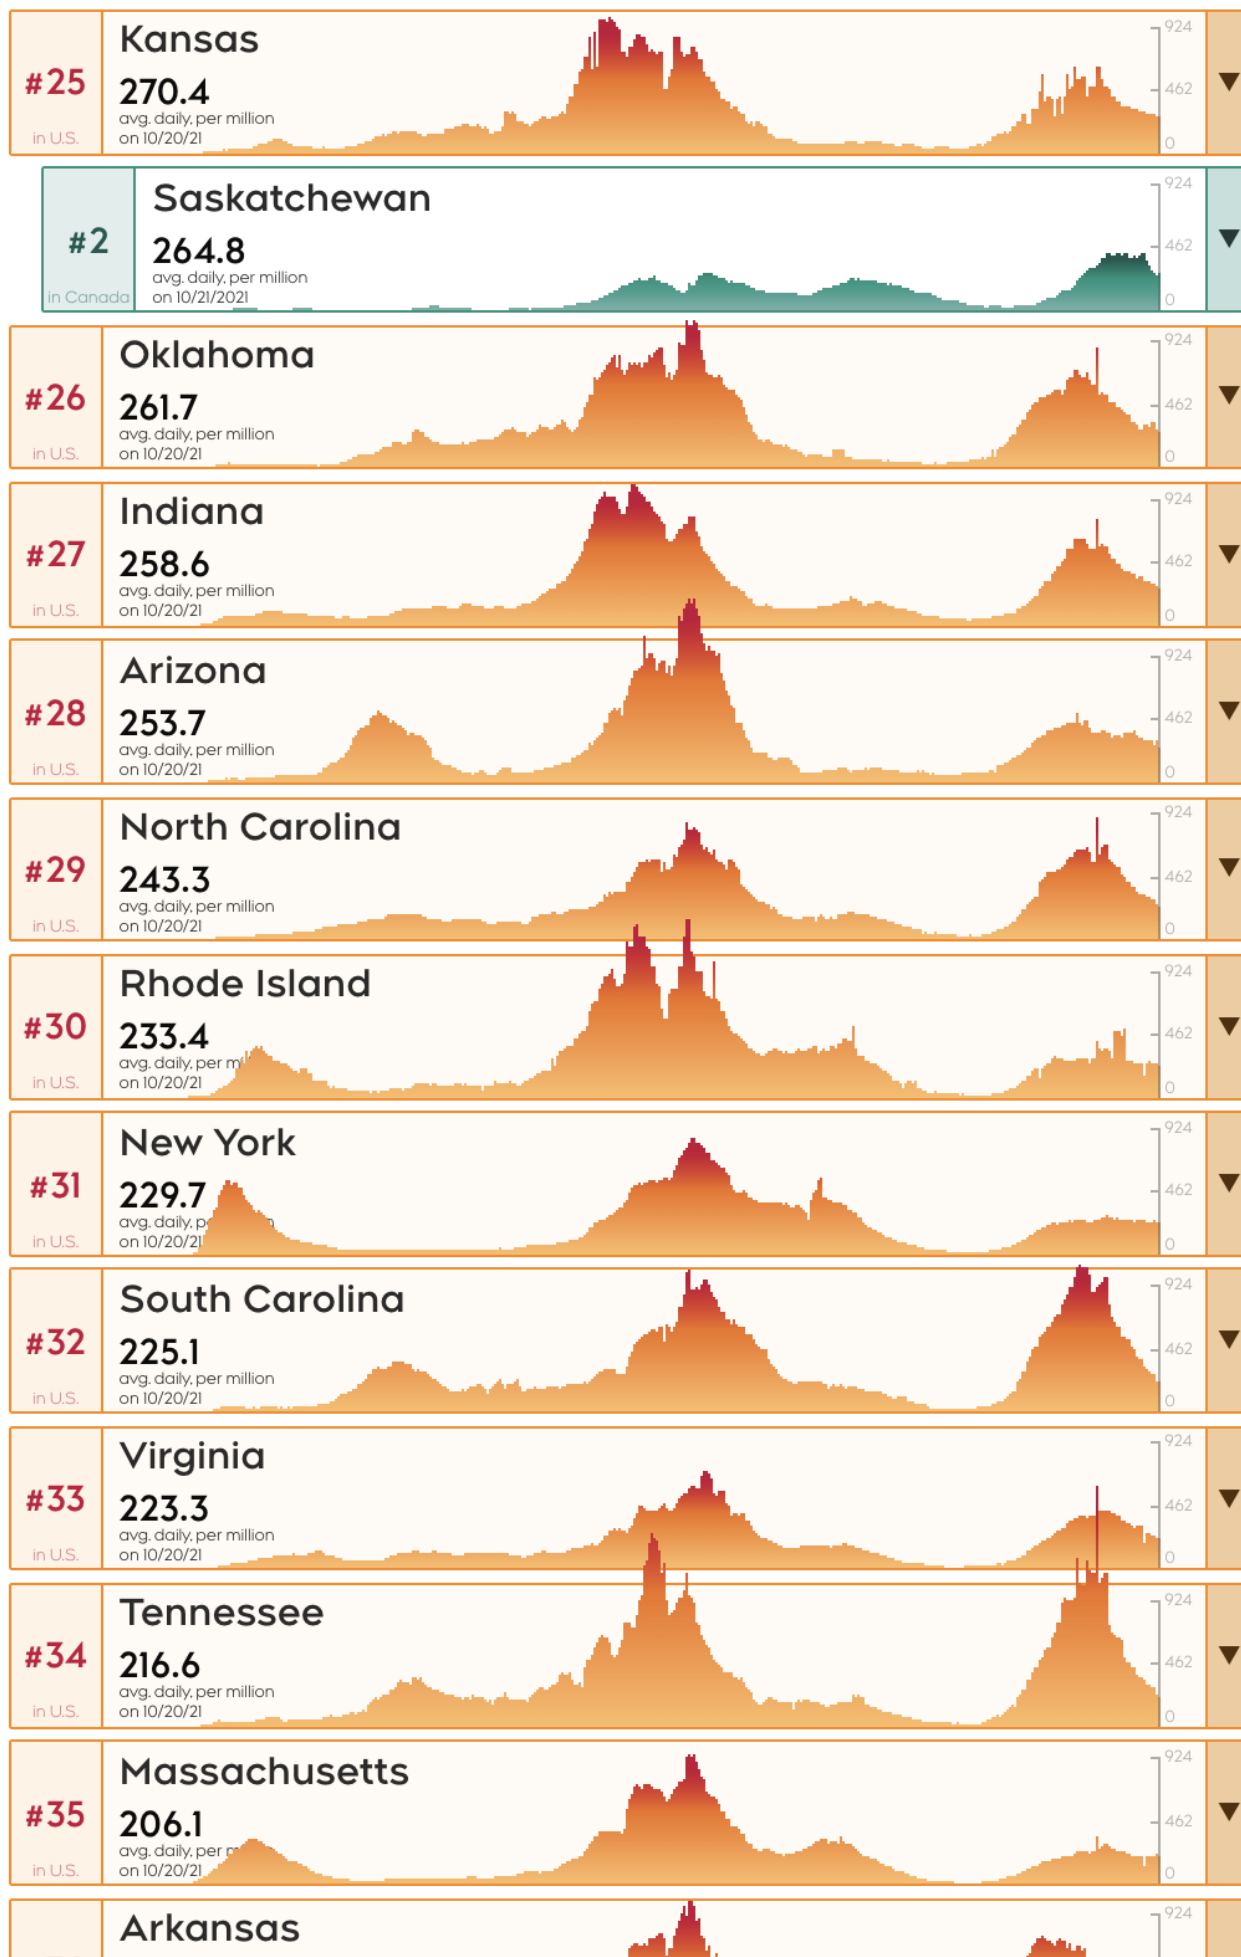 Kansas
#25
in U.S.
270.4
avg. daily, per million
on 10/20/21
924
462
0
Saskatchewan
#2
in Canada
264.8
avg. daily, per million
on 10/21/2021
924
462
0
Oklahoma
#26
in U.S.
261.7
avg. daily, per million
on 10/20/21
924
462
0
Indiana
#27
in U.S.
258.6
avg. daily, per million
on 10/20/21
924
462
0
Arizona
#28
in U.S.
253.7
avg. daily, per million
on 10/20/21
924
462
0
North Carolina
#29
in U.S.
243.3
avg. daily, per million
on 10/20/21
924
462
0
Rhode Island
#30
in U.S.
233.4
avg. daily, per
on 10/20/21
924
462
0
New York
#31
in U.S.
229.7
avg. daily,
on 10/20/21
924
462
0
South Carolina
#32
in U.S.
225.1
avg. daily, per million
on 10/20/21
924
462
0
Virginia
#33
in U.S.
223.3
avg. daily, per million
on 10/20/21
924
462
0
Tennessee
#34
in U.S.
216.6
avg. daily, per million
on 10/20/21
924
462
0
Massachusetts
#35
in U.S.
206.1
avg. daily, per
on 10/20/21
924
462
0
Arkansas
924